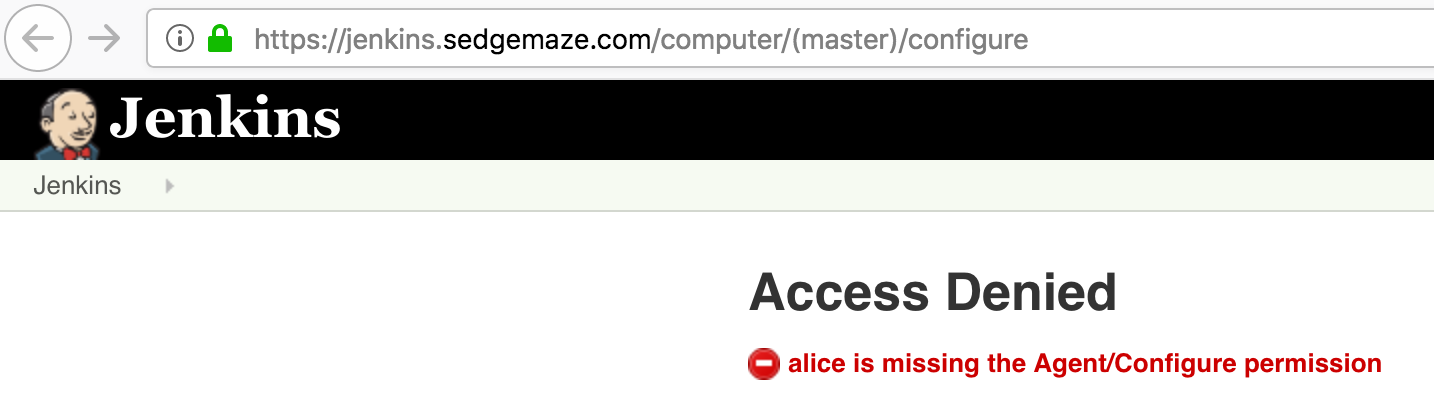 https://jenkins.sedgemaze.com/computer/(master)/configure
Jenkins
Jenkins
Access Denied
alice is missing the Agent/Configure permission